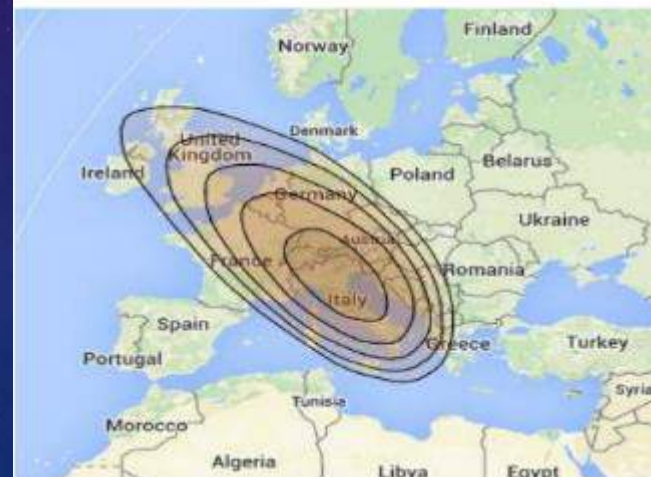 Finland
Norway
Denmark
United
Kingdom
Ireland
Belarus
Poland
Germany
Ukraine
Austria
France
Romania
Italy
Spain
Greece
Turkey
Portugal
Syria
Tunisia
Morocco
Algeria
Libya
Egypt